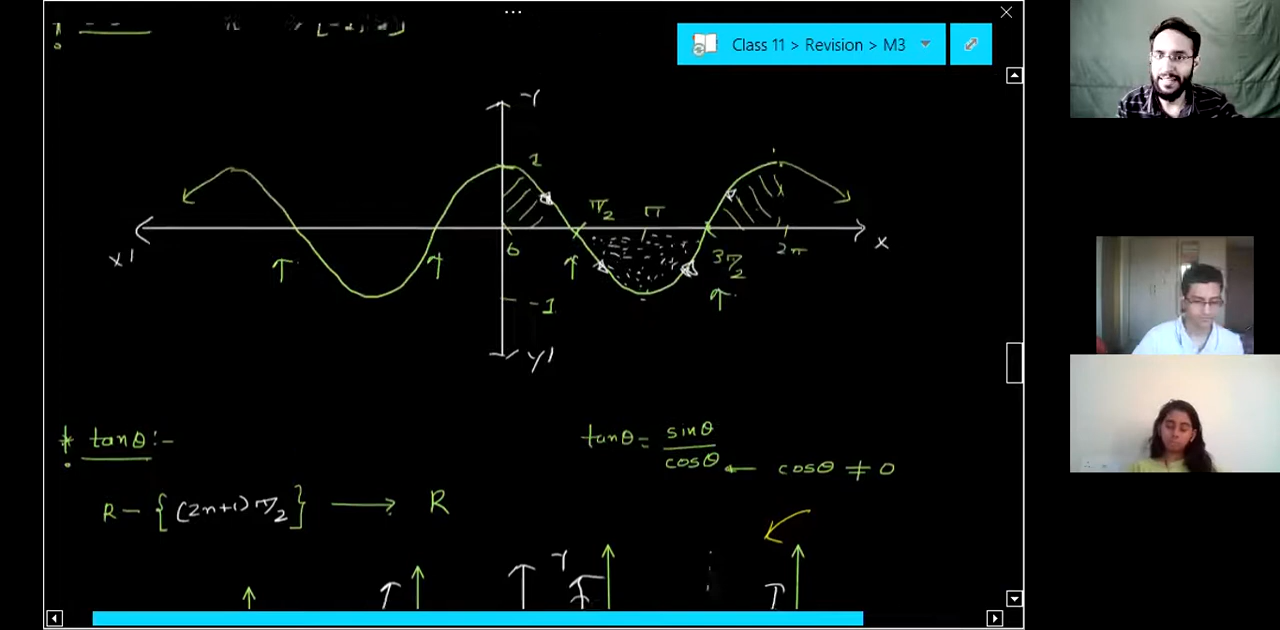 Class 11 > Revision > M3
Y
1
π/2
π
X'
0
3π/2
2π
X
-1
Y'
* tanθ:-
tanθ = sinθ/cosθ ← cosθ ≠ 0
R - {(2n+1)π/2} → R
Y